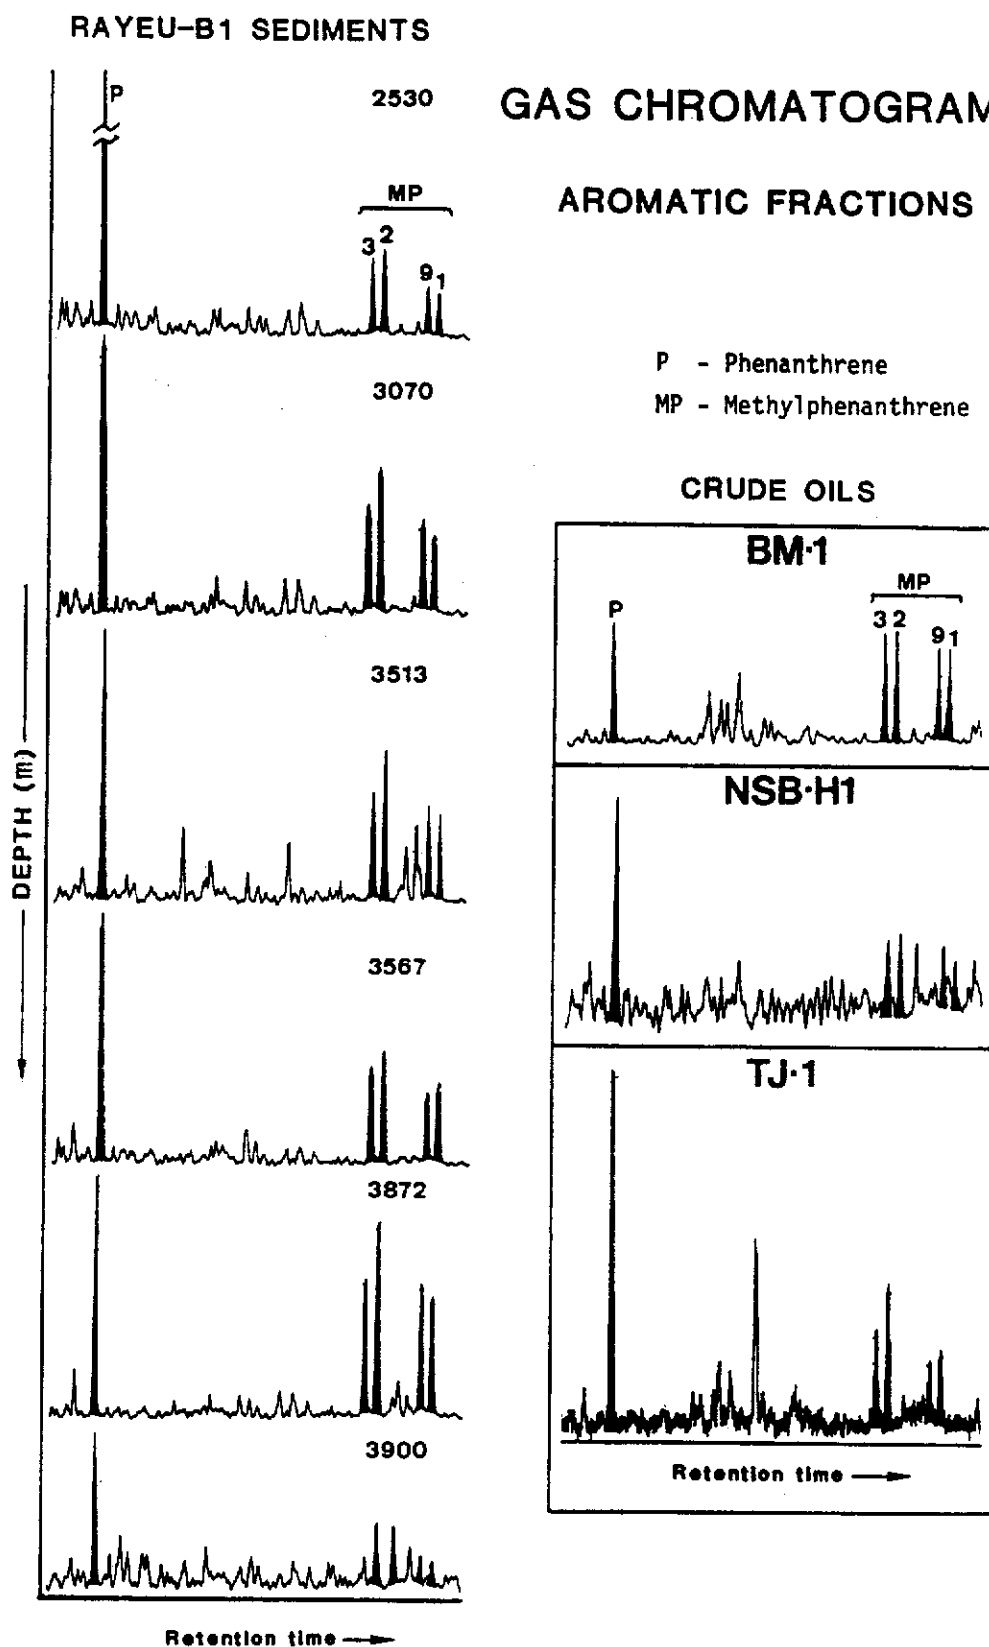 RAYEU-B1 SEDIMENTS
GAS CHROMATOGRAM
AROMATIC FRACTIONS
P - Phenanthrene
MP - Methylphenanthrene
P
2530
MP
3 2 9 1
3070
3513
3567
3872
3900
DEPTH (m)
Retention time
CRUDE OILS
BM·1
P
MP
3 2 9 1
NSB·H1
TJ·1
Retention time